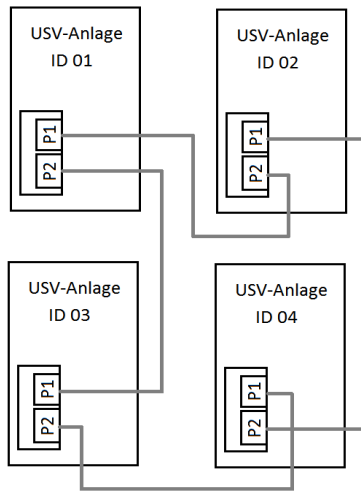 USV-Anlage
ID 01
P1
P2
USV-Anlage
ID 02
P1
P2
USV-Anlage
ID 03
P1
P2
USV-Anlage
ID 04
P1
P2